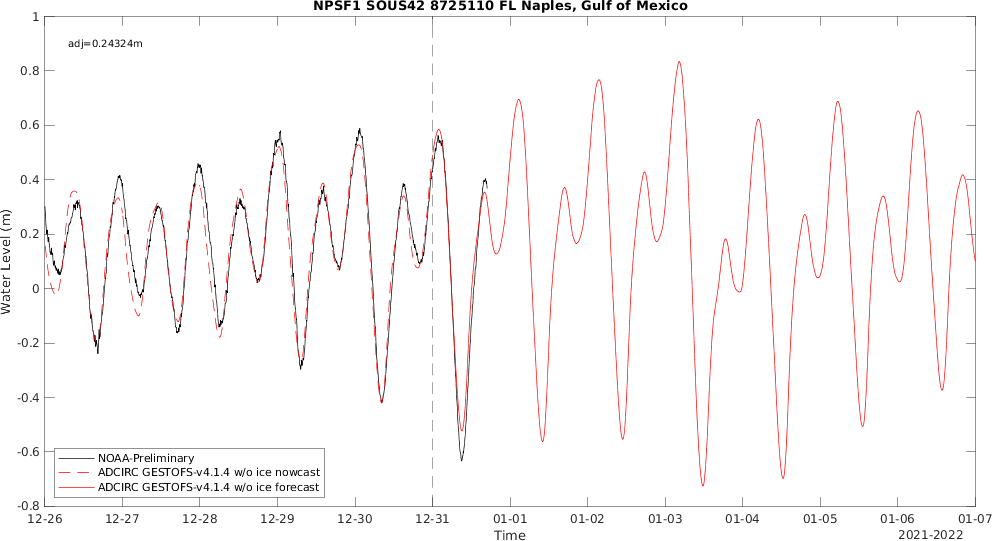 NPSF1 SOUS42 8725110 FL Naples, Gulf of Mexico
adj=0.24324m
1
0.8
0.6
0.4
0.2
0
-0.2
-0.4
-0.6
-0.8
Water Level (m)
NOAA-Preliminary
ADCIRC GESTOFS-v4.1.4 w/o ice nowcast
ADCIRC GESTOFS-v4.1.4 w/o ice forecast
12-26 12-27 12-28 12-29 12-30 12-31 01-01 01-02 01-03 01-04 01-05 01-06 01-07
Time
2021-2022